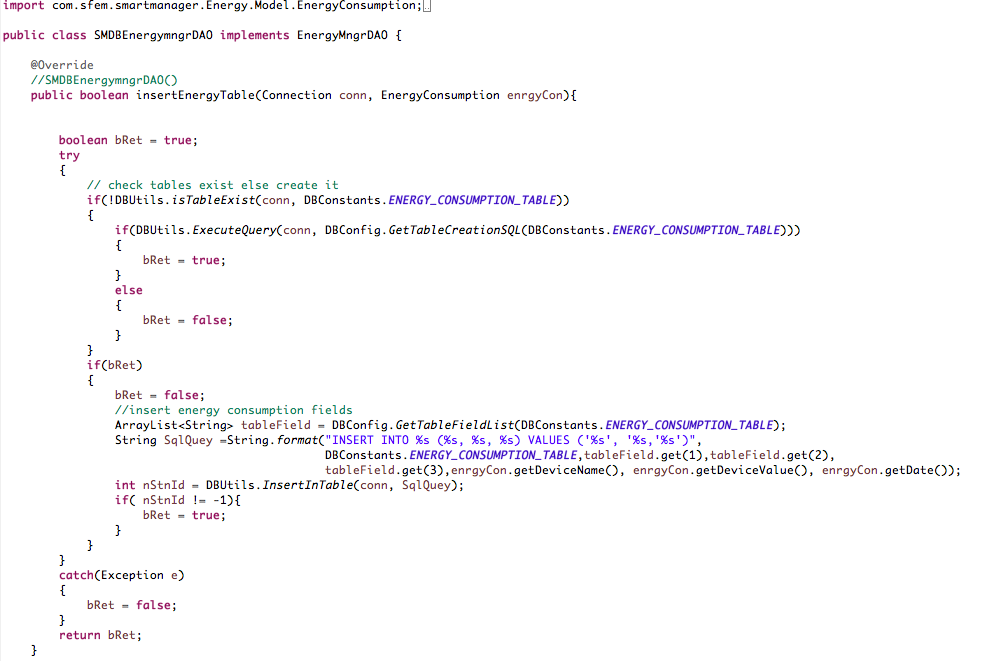 import com.sfem.smartmanager.Energy.Model.EnergyConsumption;
public class SMDBEnergymngrDAO implements EnergyMngrDAO {
@Override
//SMDBEnergymngrDAO()
public boolean insertEnergyTable(Connection conn, EnergyConsumption enrgyCon){
boolean bRet = true;
try
{
// check tables exist else create it
if(!DBUtils.isTableExist(conn, DBConstants.ENERGY_CONSUMPTION_TABLE))
{
if(DBUtils.ExecuteQuery(conn, DBConfig.GetTableCreationSQL(DBConstants.ENERGY_CONSUMPTION_TABLE)))
{
bRet = true;
}
else
{
bRet = false;
}
}
if(bRet)
{
bRet = false;
//insert energy consumption fields
ArrayList<String> tableField = DBConfig.GetTableFieldList(DBConstants.ENERGY_CONSUMPTION_TABLE);
String SqlQuey =String.format("INSERT INTO %s (%s, %s, %s) VALUES ('%s', '%s,'%s')",
DBConstants.ENERGY_CONSUMPTION_TABLE,tableField.get(1),tableField.get(2),
tableField.get(3),enrgyCon.getDeviceName(), enrgyCon.getDeviceValue(), enrgyCon.getDate());
int nStnId = DBUtils.InsertInTable(conn, SqlQuey);
if( nStnId != -1){
bRet = true;
}
}
}
catch(Exception e)
{
bRet = false;
}
return bRet;
}